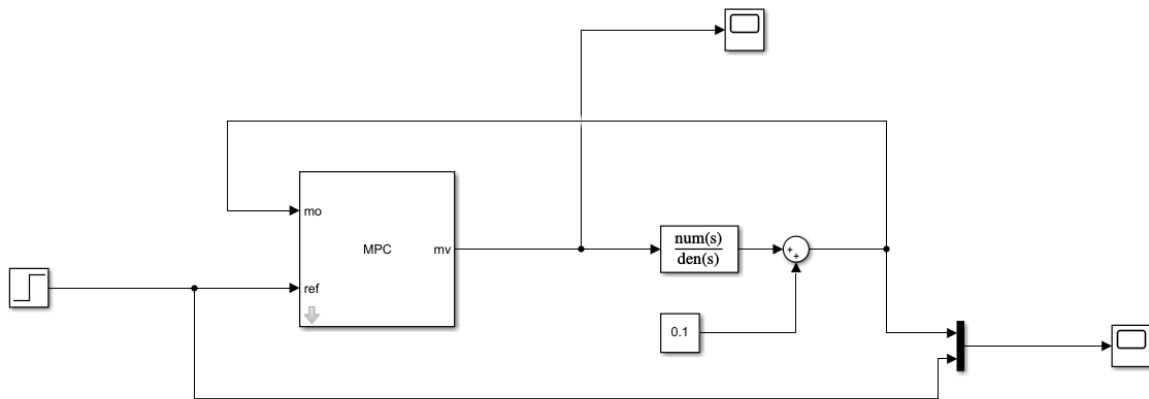 mo
MPC
mv
ref
num(s)
den(s)
+
+
0.1